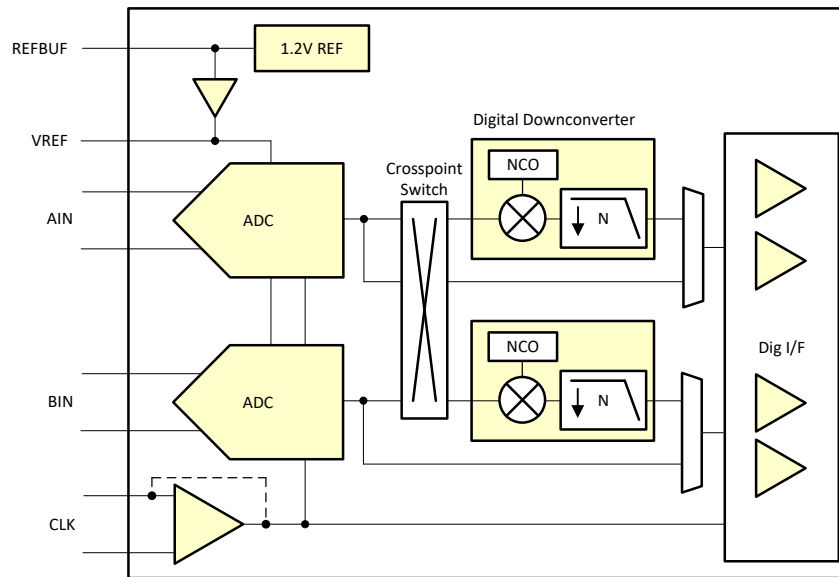 REFBUF
1.2V REF
VREF
Digital Downconverter
Crosspoint
Switch
NCO
AIN
ADC
N
NCO
Dig I/F
BIN
ADC
N
CLK